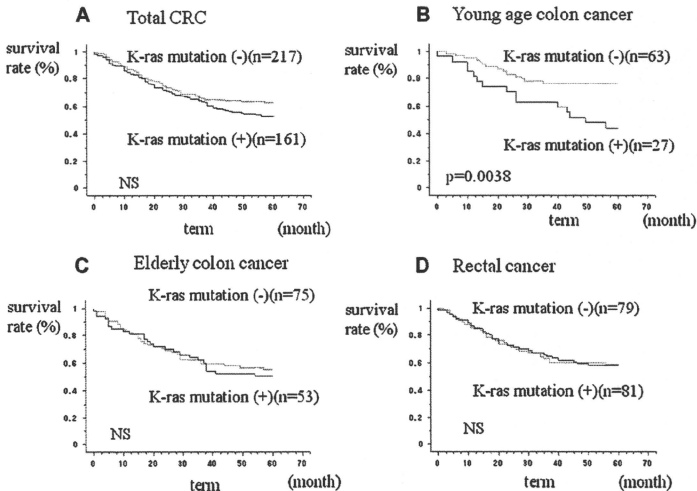 A Total CRC
survival
rate (%)
K-ras mutation (-)(n=217)
K-ras mutation (+)(n=161)
NS
1
0.8
0.6
0.4
0.2
0
0 10 20 30 40 50 60 70
term (month)
B Young age colon cancer
survival
rate (%)
K-ras mutation (-)(n=63)
K-ras mutation (+)(n=27)
p=0.0038
1
0.8
0.6
0.4
0.2
0
0 10 20 30 40 50 60 70
term (month)
C Elderly colon cancer
survival
rate (%)
K-ras mutation (-)(n=75)
K-ras mutation (+)(n=53)
NS
1
0.8
0.6
0.4
0.2
0
0 10 20 30 40 50 60 70
term (month)
D Rectal cancer
survival
rate (%)
K-ras mutation (-)(n=79)
K-ras mutation (+)(n=81)
NS
1
0.8
0.6
0.4
0.2
0
0 10 20 30 40 50 60 70
term (month)